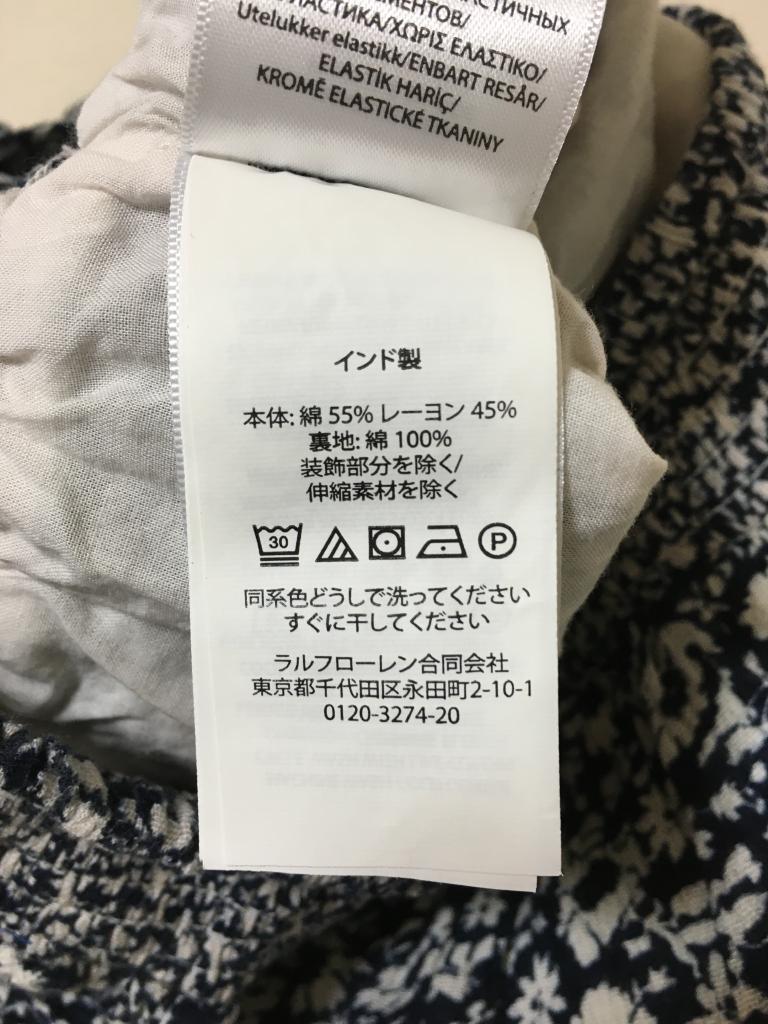 ЛАСТИЧНЫХ
ЕМЕНТОВ/
ЛАСТИКА/ΧΩΡΙΣ ΕΛΑΣΤΙΚΟ/
Utelukker elastikk/ENBART RESÅR/
ELASTİK HARİÇ/
KROMĚ ELASTICKÉ TKANINY
インド製
本体: 綿 55% レーヨン 45%
裏地: 綿 100%
装飾部分を除く/
伸縮素材を除く
30 P
同系色どうしで洗ってください
すぐに干してください
ラルフローレン合同会社
東京都千代田区永田町2-10-1
0120-3274-20